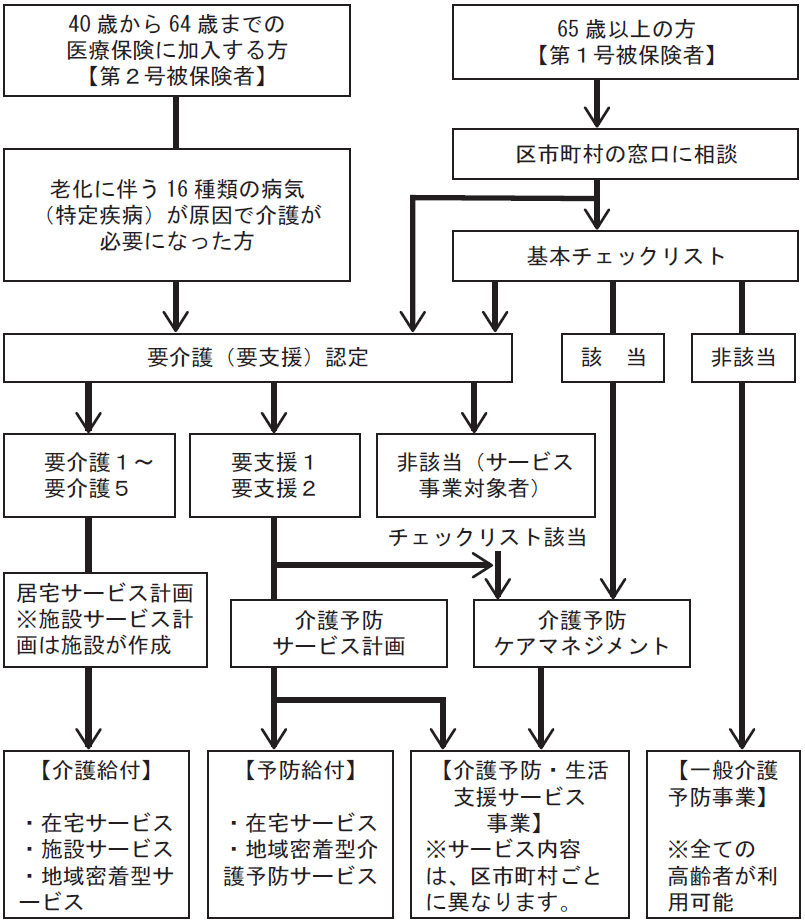 40歳から64歳までの
医療保険に加入する方
【第２号被保険者】
65歳以上の方
【第１号被保険者】
区市町村の窓口に相談
老化に伴う16種類の病気
（特定疾病）が原因で介護が
必要になった方
基本チェックリスト
要介護（要支援）認定
該　当
非該当
要介護１～
要介護５
要支援１
要支援２
非該当（サービス
事業対象者）
チェックリスト該当
居宅サービス計画
※施設サービス計
画は施設が作成
介護予防
サービス計画
介護予防
ケアマネジメント
【介護給付】
・在宅サービス
・施設サービス
・地域密着型サ
ービス
【予防給付】
・在宅サービス
・地域密着型介
護予防サービス
【介護予防・生活
支援サービス
事業】
※サービス内容
は、区市町村ごと
に異なります。
【一般介護
予防事業】
※全ての
高齢者が利
用可能